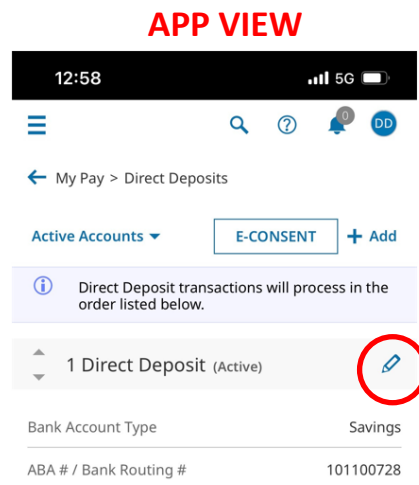 APP VIEW
12:58 5G
0 DD
My Pay > Direct Deposits
Active Accounts E-CONSENT + Add
Direct Deposit transactions will process in the
order listed below.
1 Direct Deposit (Active)
Bank Account Type Savings
ABA # / Bank Routing # 101100728